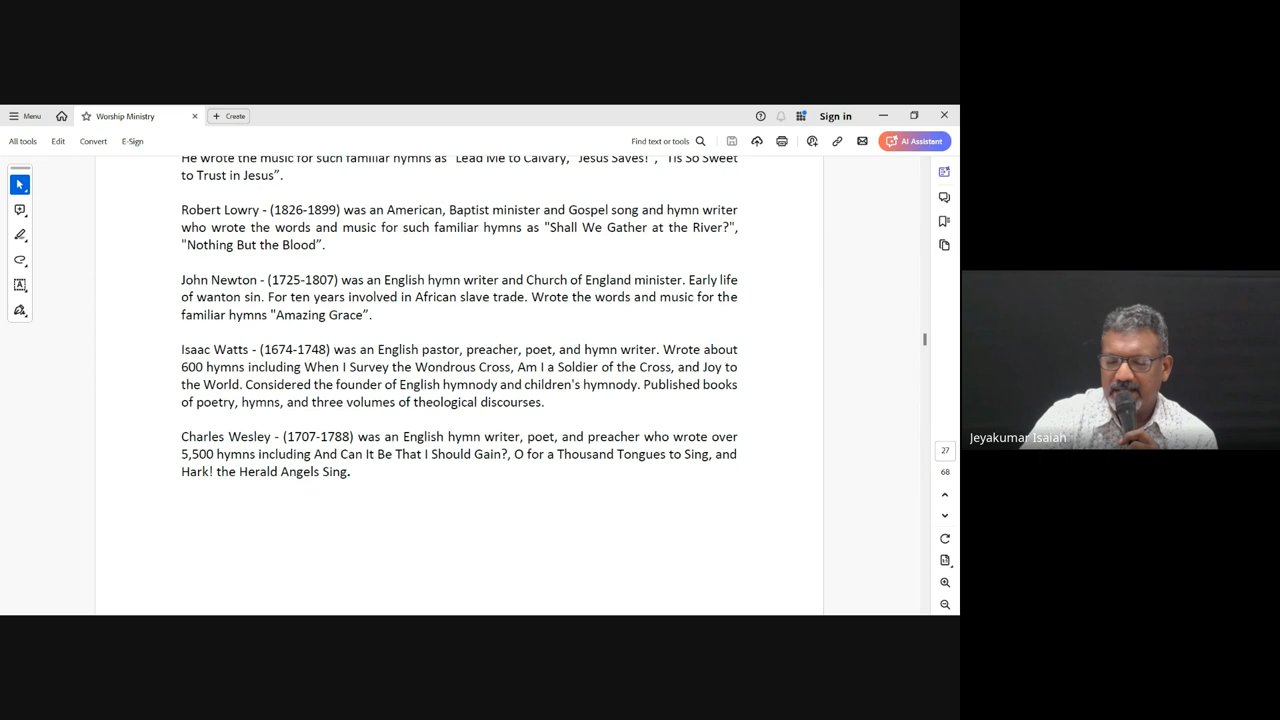 Menu
Worship Ministry
Create
Sign in
All tools
Edit
Convert
E-Sign
Find text or tools
AI Assistant
He wrote the music for such familiar hymns as "Lead Me to Calvary," "Jesus Saves!", "Tis So Sweet
to Trust in Jesus”.
Robert Lowry - (1826-1899) was an American, Baptist minister and Gospel song and hymn writer
who wrote the words and music for such familiar hymns as "Shall We Gather at the River?",
"Nothing But the Blood”.
John Newton - (1725-1807) was an English hymn writer and Church of England minister. Early life
of wanton sin. For ten years involved in African slave trade. Wrote the words and music for the
familiar hymns "Amazing Grace”.
Isaac Watts - (1674-1748) was an English pastor, preacher, poet, and hymn writer. Wrote about
600 hymns including When I Survey the Wondrous Cross, Am I a Soldier of the Cross, and Joy to
the World. Considered the founder of English hymnody and children's hymnody. Published books
of poetry, hymns, and three volumes of theological discourses.
Charles Wesley - (1707-1788) was an English hymn writer, poet, and preacher who wrote over
5,500 hymns including And Can It Be That I Should Gain?, O for a Thousand Tongues to Sing, and
Hark! the Herald Angels Sing.
27
68
Jeyakumar Isaiah